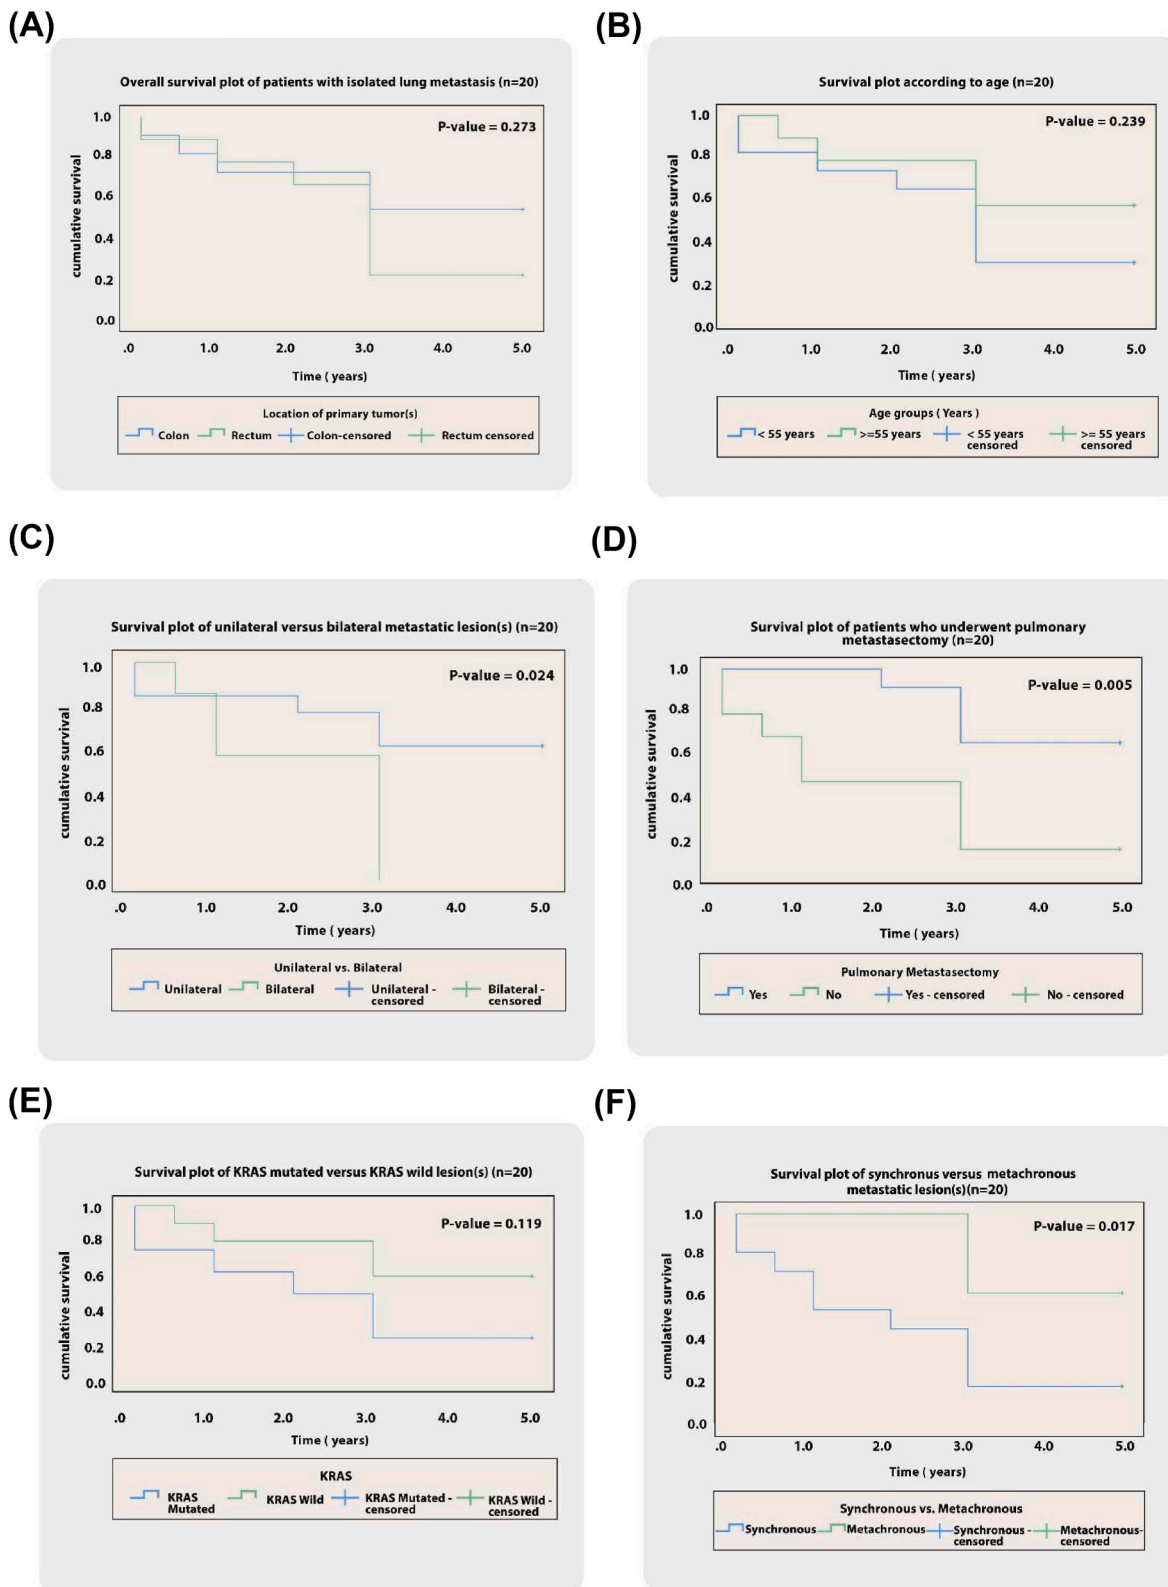 (A)
Overall survival plot of patients with isolated lung metastasis (n=20)
P-value = 0.273
cumulative survival
1.0
0.8
0.6
0.4
0.2
0.0
.0 1.0 2.0 3.0 4.0 5.0
Time ( years)
Location of primary tumor(s)
Colon Rectum Colon-censored Rectum censored
(B)
Survival plot according to age (n=20)
P-value = 0.239
cumulative survival
1.0
0.8
0.6
0.4
0.2
0.0
.0 1.0 2.0 3.0 4.0 5.0
Time ( years)
Age groups ( Years )
< 55 years >=55 years < 55 years >= 55 years
censored censored
(C)
Survival plot of unilateral versus bilateral metastatic lesion(s) (n=20)
P-value = 0.024
cumulative survival
1.0
0.8
0.6
0.4
0.2
0.0
.0 1.0 2.0 3.0 4.0 5.0
Time ( years)
Unilateral vs. Bilateral
Unilateral Bilateral Unilateral - Bilateral -
censored censored
(D)
Survival plot of patients who underwent pulmonary
metastasectomy (n=20)
P-value = 0.005
cumulative survival
1.0
0.8
0.6
0.4
0.2
0.0
.0 1.0 2.0 3.0 4.0 5.0
Time ( years)
Pulmonary Metastasectomy
Yes No Yes - censored No - censored
(E)
Survival plot of KRAS mutated versus KRAS wild lesion(s) (n=20)
P-value = 0.119
cumulative survival
1.0
0.8
0.6
0.4
0.2
0.0
.0 1.0 2.0 3.0 4.0 5.0
Time ( years)
KRAS
KRAS KRAS Wild KRAS Mutated - KRAS Wild -
Mutated censored censored
(F)
Survival plot of synchronus versus metachronous
metastatic lesion(s)(n=20)
P-value = 0.017
cumulative survival
1.0
0.8
0.6
0.4
0.2
0.0
.0 1.0 2.0 3.0 4.0 5.0
Time ( years)
Synchronous vs. Metachronous
Synchronous Metachronous Synchronous - Metachronous-
censored censored